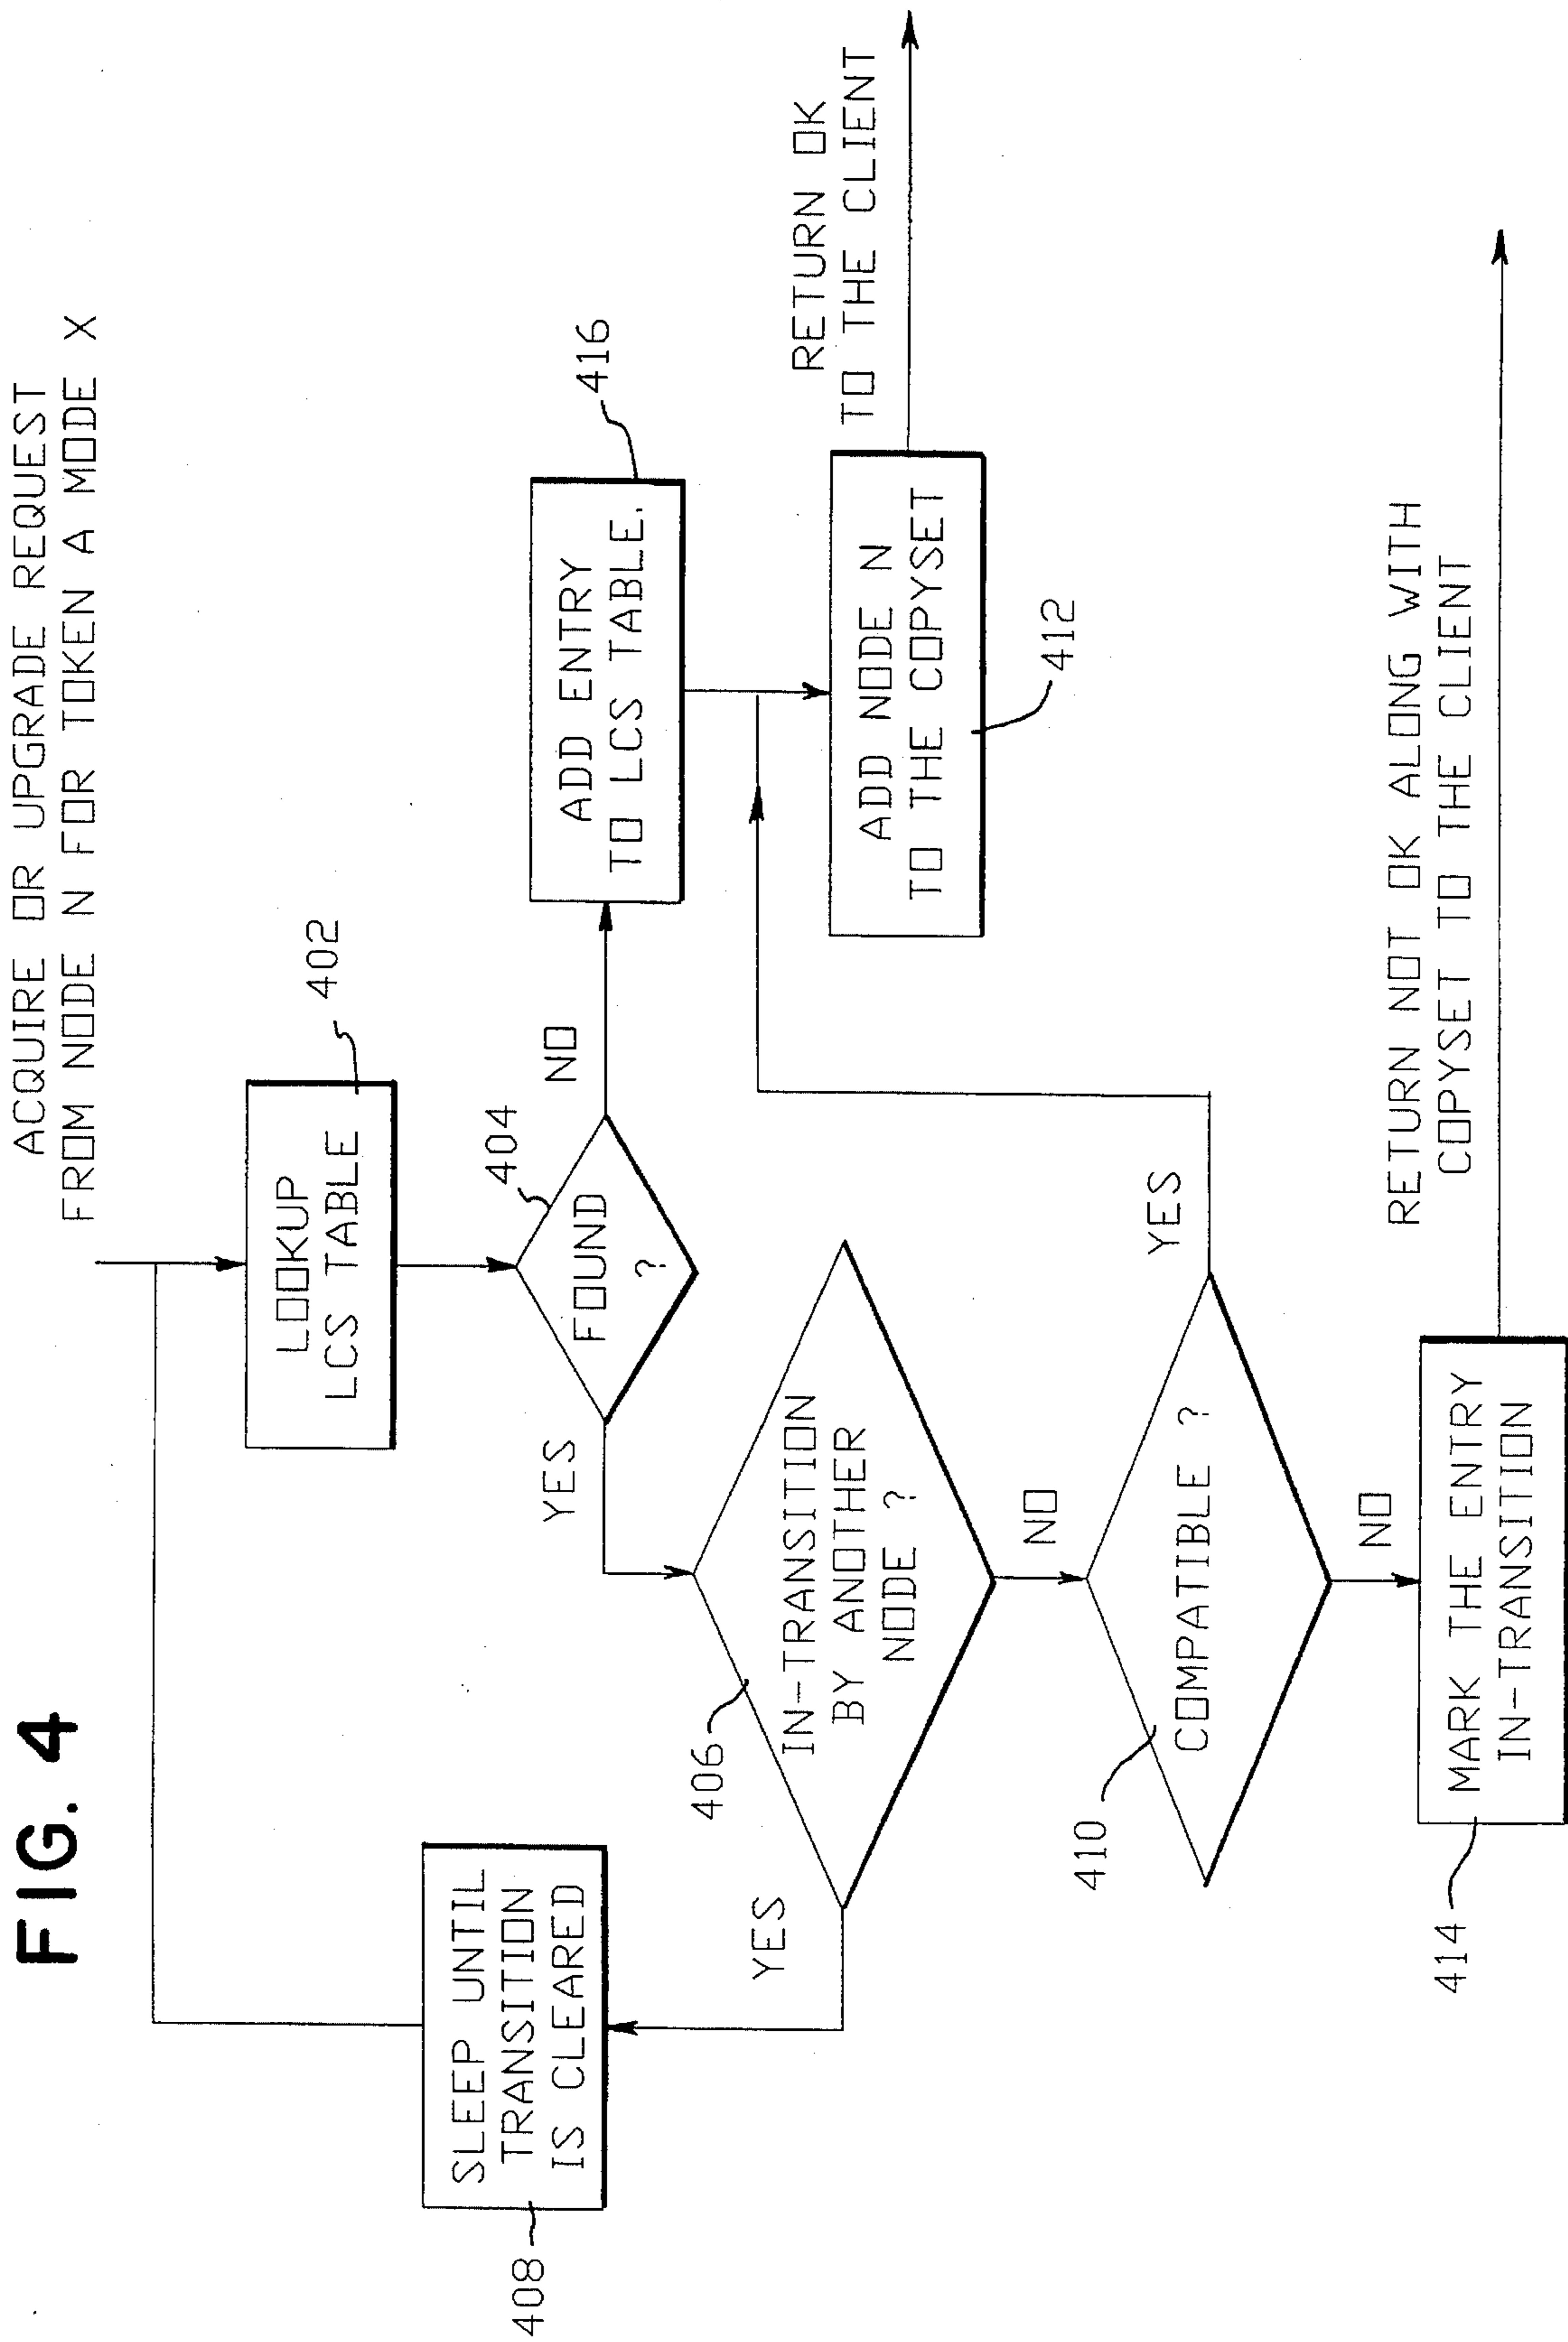 FIG. 4
ACQUIRE OR UPGRADE REQUEST
FROM NODE N FOR TOKEN A MODE X
LOOKUP
LCS TABLE
402
FOUND
?
404
YES
NO
ADD ENTRY
TO LCS TABLE.
416
SLEEP UNTIL
TRANSITION
IS CLEARED
408
IN-TRANSITION
BY ANOTHER
NODE ?
406
YES
NO
ADD NODE N
TO THE COPYSET
412
RETURN OK
TO THE CLIENT
COMPATIBLE ?
410
YES
NO
MARK THE ENTRY
IN-TRANSITION
414
RETURN NOT OK ALONG WITH
COPYSET TO THE CLIENT